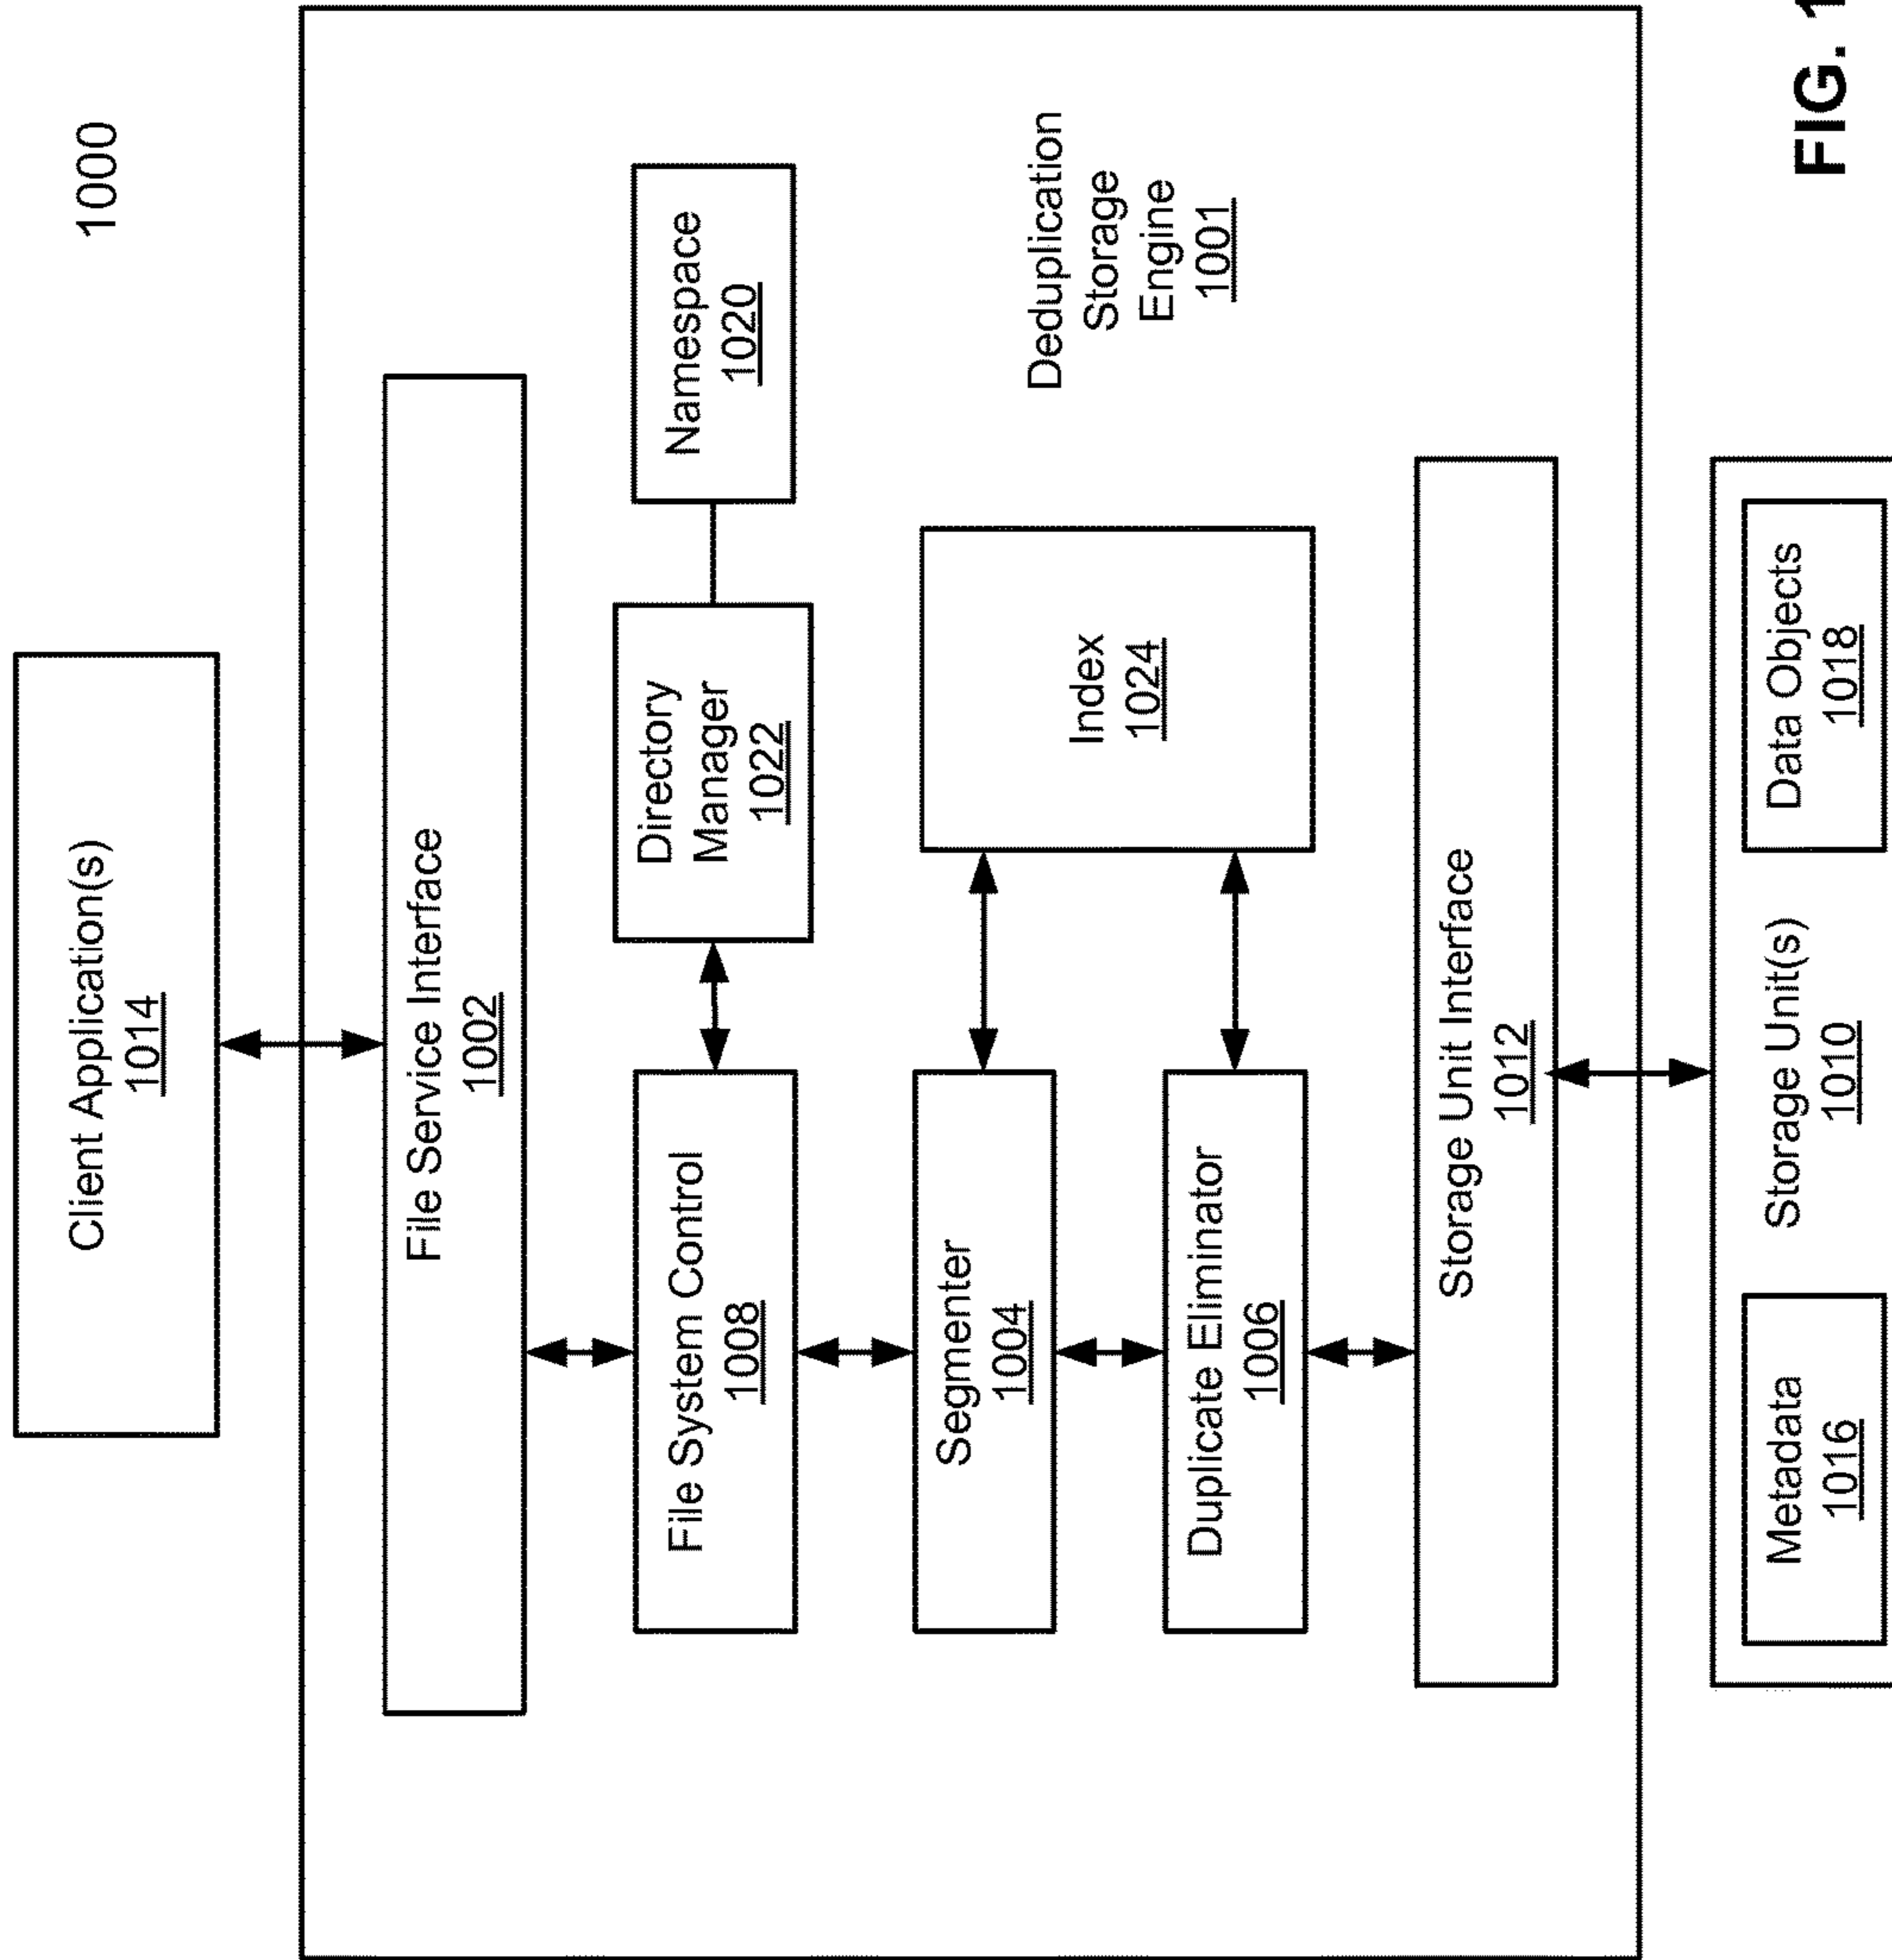 1000
Client Application(s)
1014
File Service Interface
1002
File System Control
1008
Directory
Manager
1022
Namespace
1020
Segmenter
1004
Index
1024
Duplicate Eliminator
1006
Deduplication
Storage
Engine
1001
Storage Unit Interface
1012
Metadata
1016
Storage Unit(s)
1010
Data Objects
1018
FIG. 1